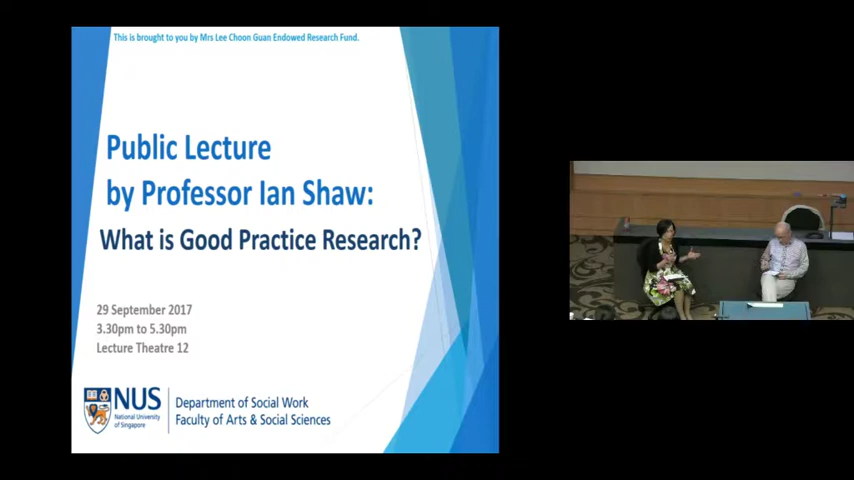 This is brought to you by Mrs Lee Choon Guan Endowed Research Fund.
Public Lecture
by Professor Ian Shaw:
What is Good Practice Research?
29 September 2017
3.30pm to 5.30pm
Lecture Theatre 12
NUS
National University
of Singapore
Department of Social Work
Faculty of Arts & Social Sciences